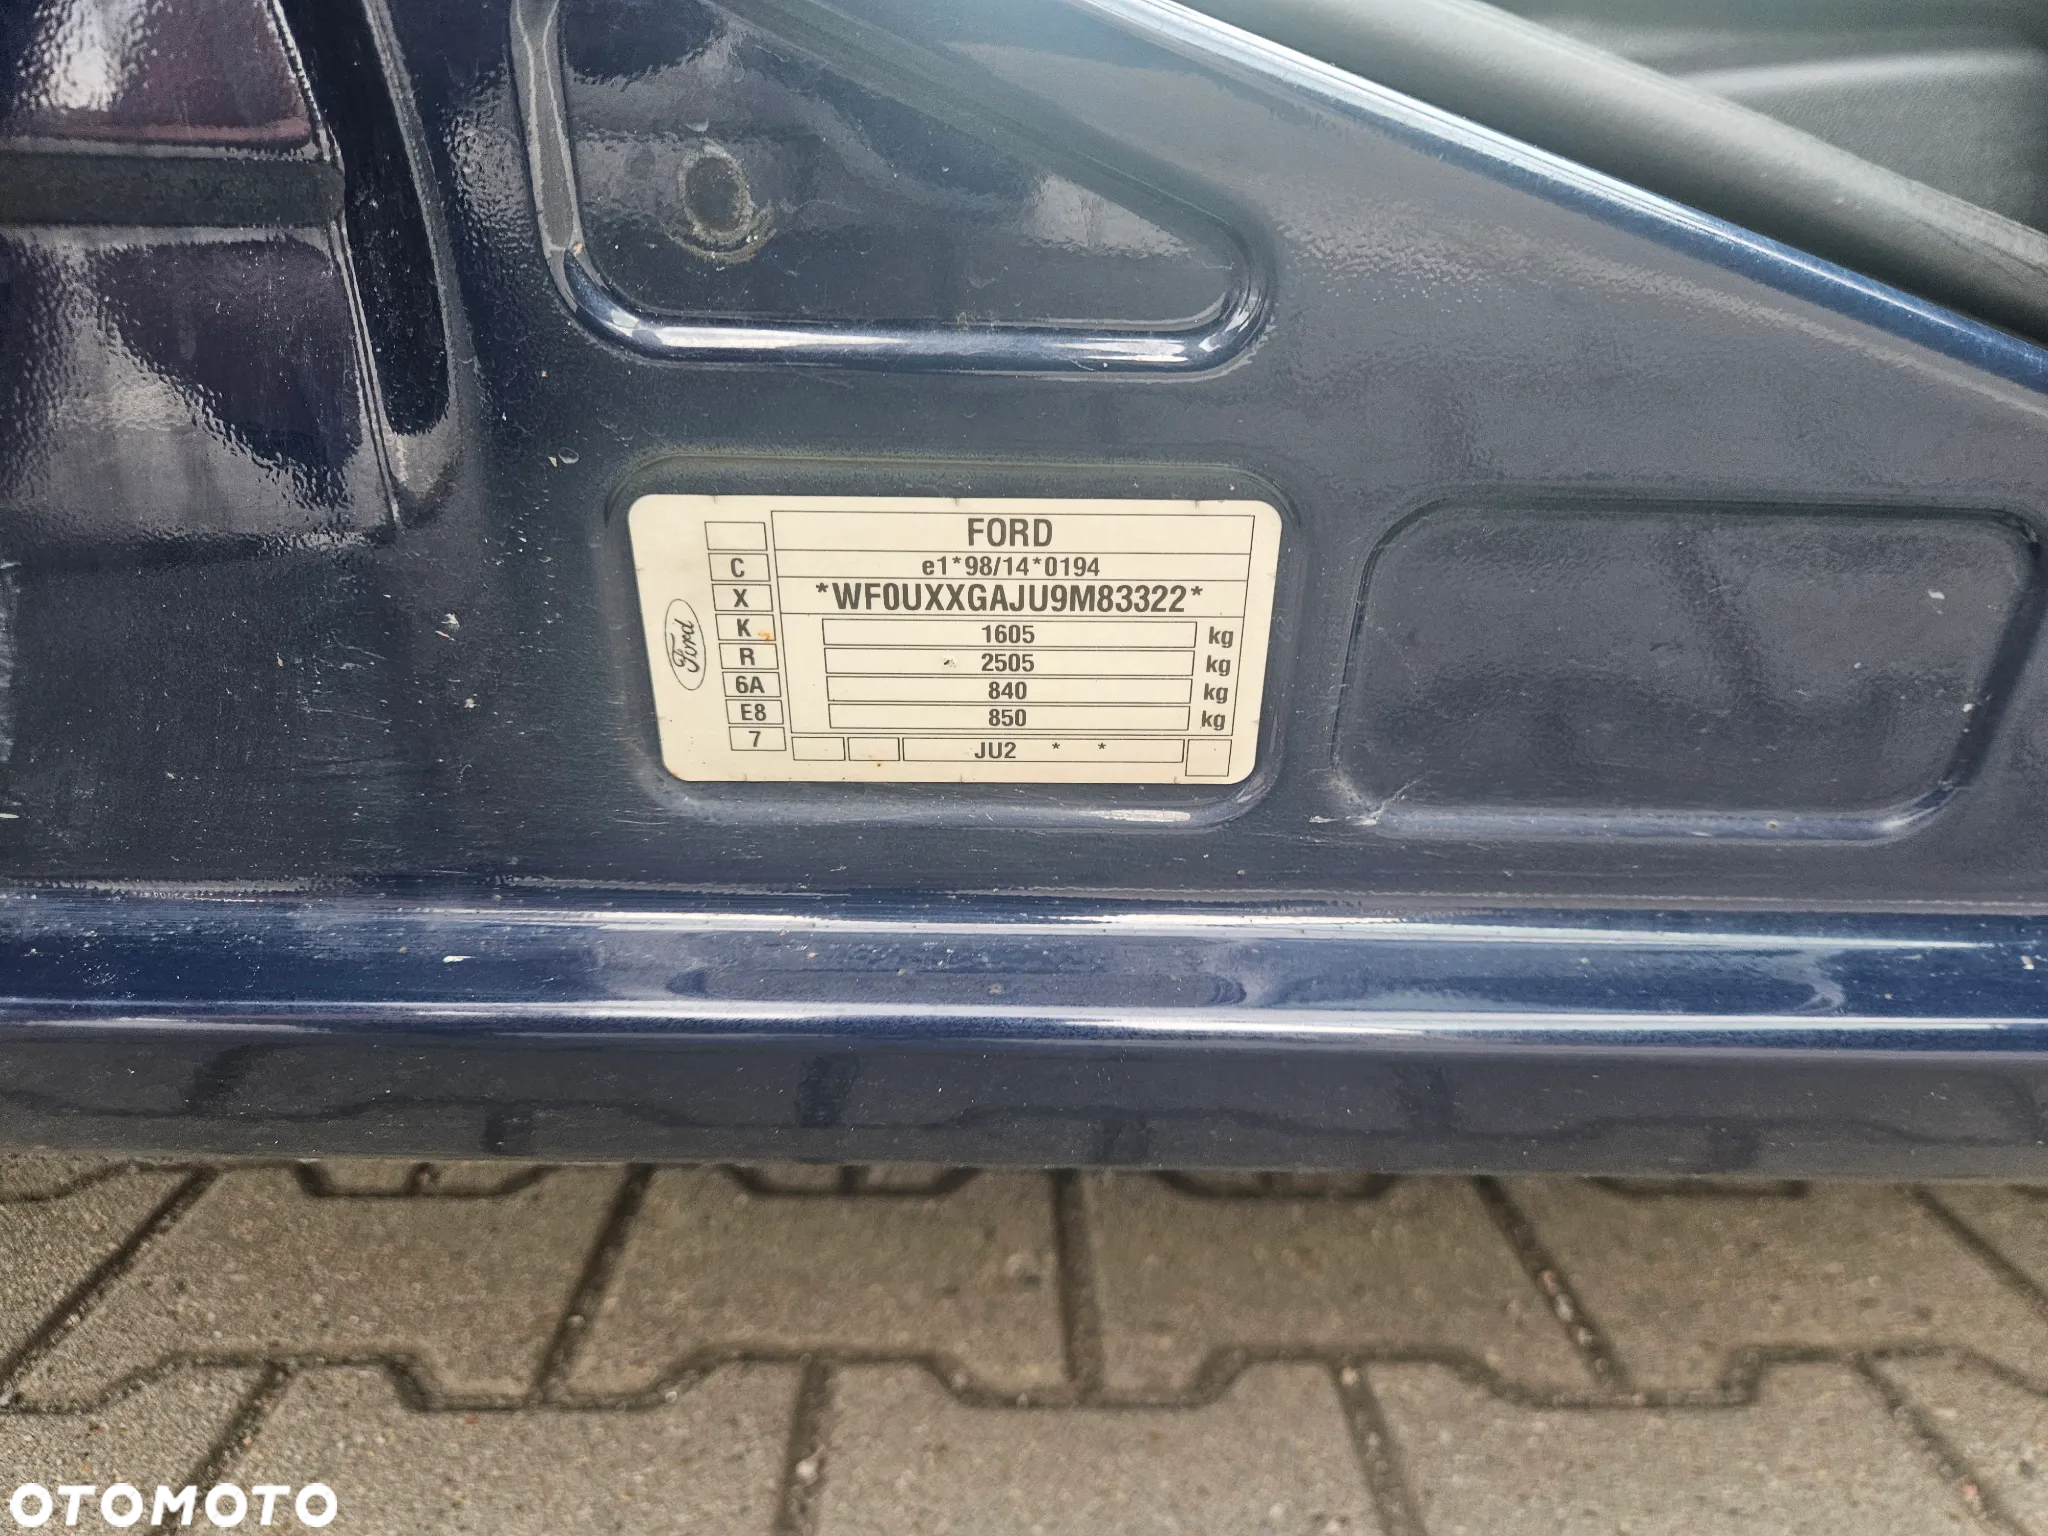 FORD
C e1*98/14*0194
X *WF0UXXGAJU9M83322*
K 1605 kg
R 2505 kg
6A 840 kg
E8 850 kg
7 JU2 * *
Ford
OTOMOTO